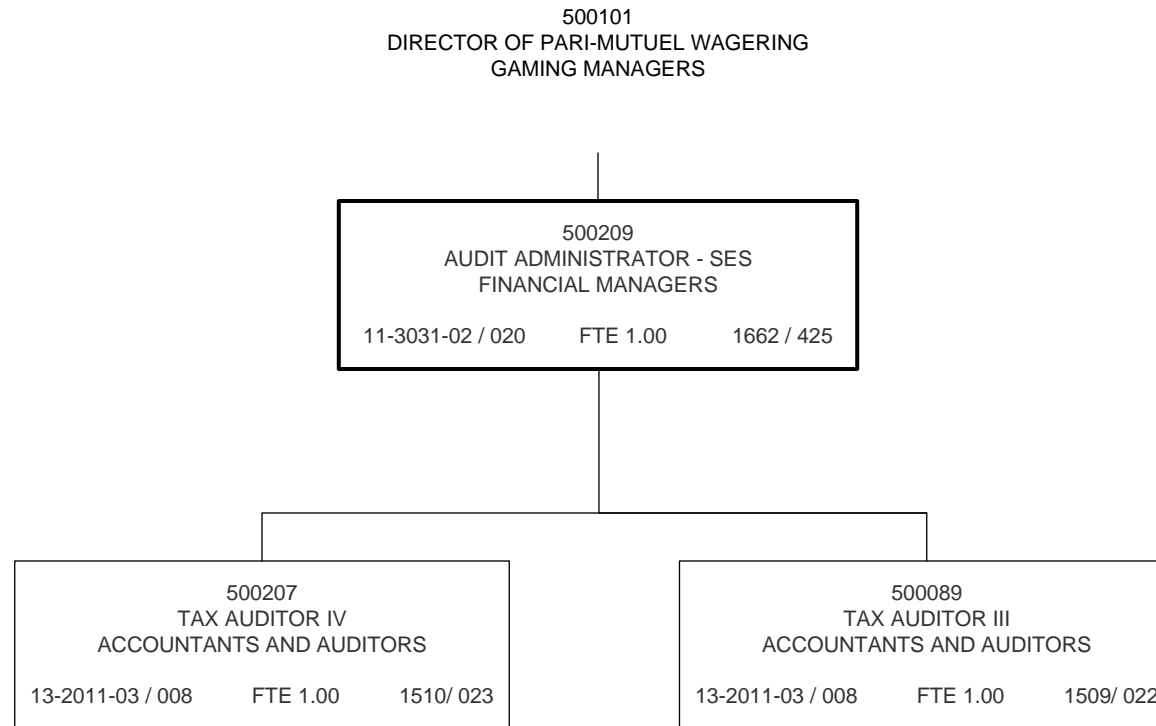 500101
DIRECTOR OF PARI-MUTUEL WAGERING
GAMING MANAGERS
500209
AUDIT ADMINISTRATOR - SES
FINANCIAL MANAGERS
11-3031-02 / 020 FTE 1.00 1662 / 425
500207
TAX AUDITOR IV
ACCOUNTANTS AND AUDITORS
13-2011-03 / 008 FTE 1.00 1510/ 023
500089
TAX AUDITOR III
ACCOUNTANTS AND AUDITORS
13-2011-03 / 008 FTE 1.00 1509/ 022